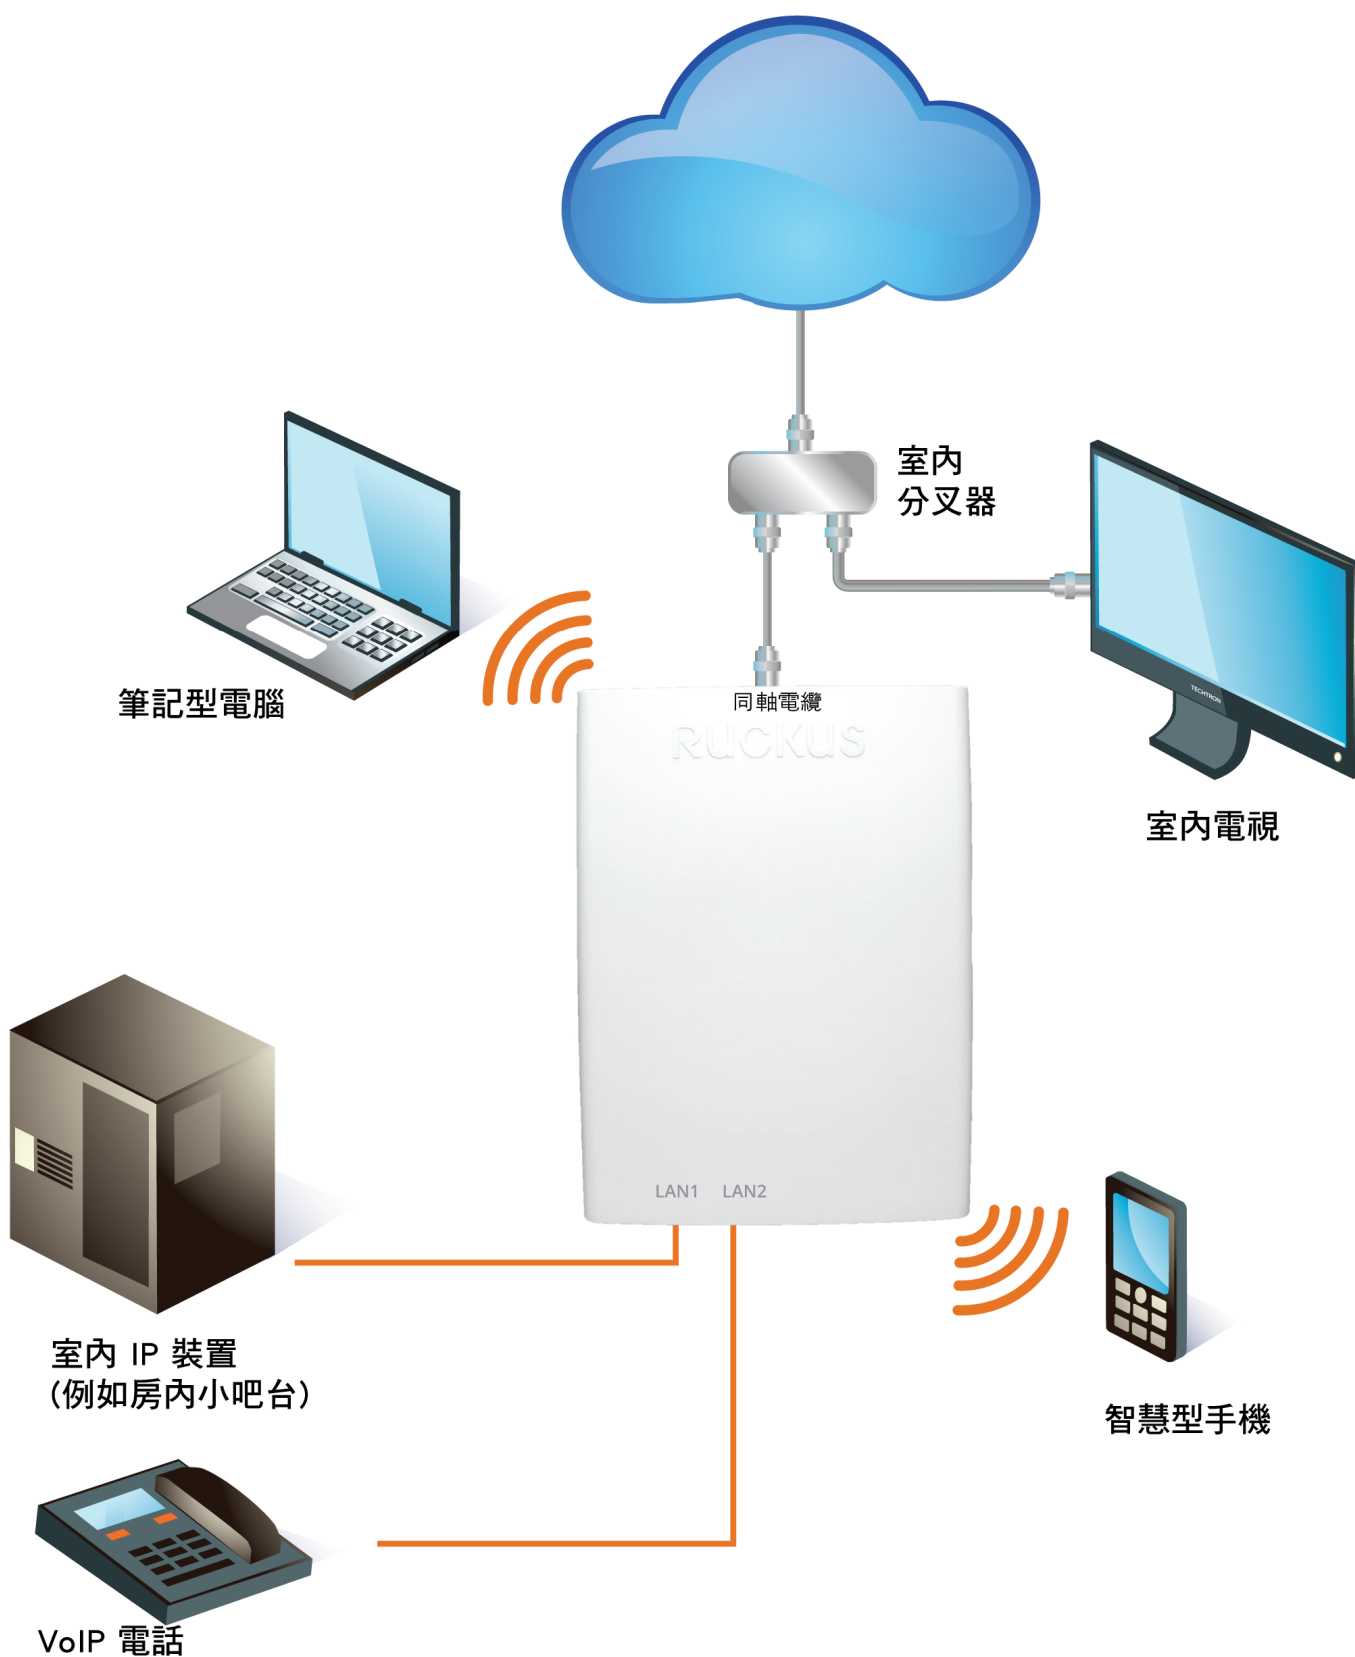 室內
分叉器
筆記型電腦
同軸電纜
RUCKUS
TECHTRON
室內電視
LAN1 LAN2
室內 IP 裝置
(例如房內小吧台)
智慧型手機
VoIP 電話